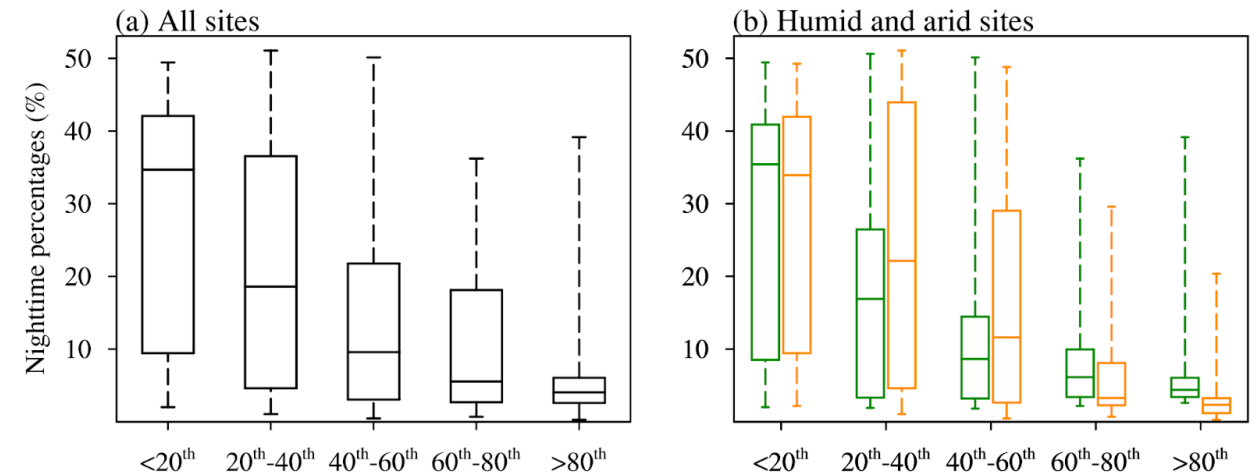 (a) All sites
(b) Humid and arid sites
Nighttime percentages (%)
50
40
30
20
10
<20th
20th-40th
40th-60th
60th-80th
>80th
50
40
30
20
10
<20th
20th-40th
40th-60th
60th-80th
>80th